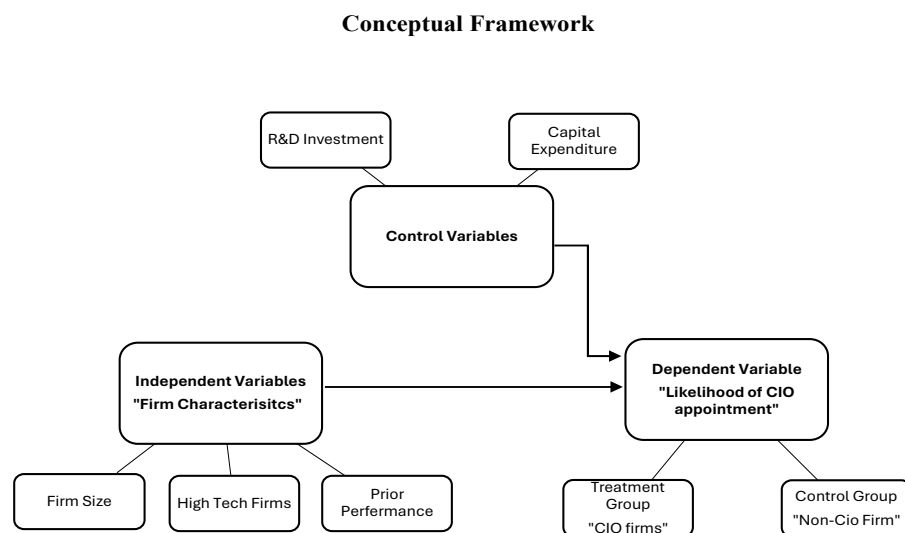 Conceptual Framework
R&D Investment
Capital
Expenditure
Control Variables
Independent Variables
"Firm Characterisitcs"
Dependent Variable
"Likelihood of CIO
appointment"
Firm Size
High Tech Firms
Prior
Perfermance
Treatment
Group
"CIO firms"
Control Group
"Non-Cio Firm"